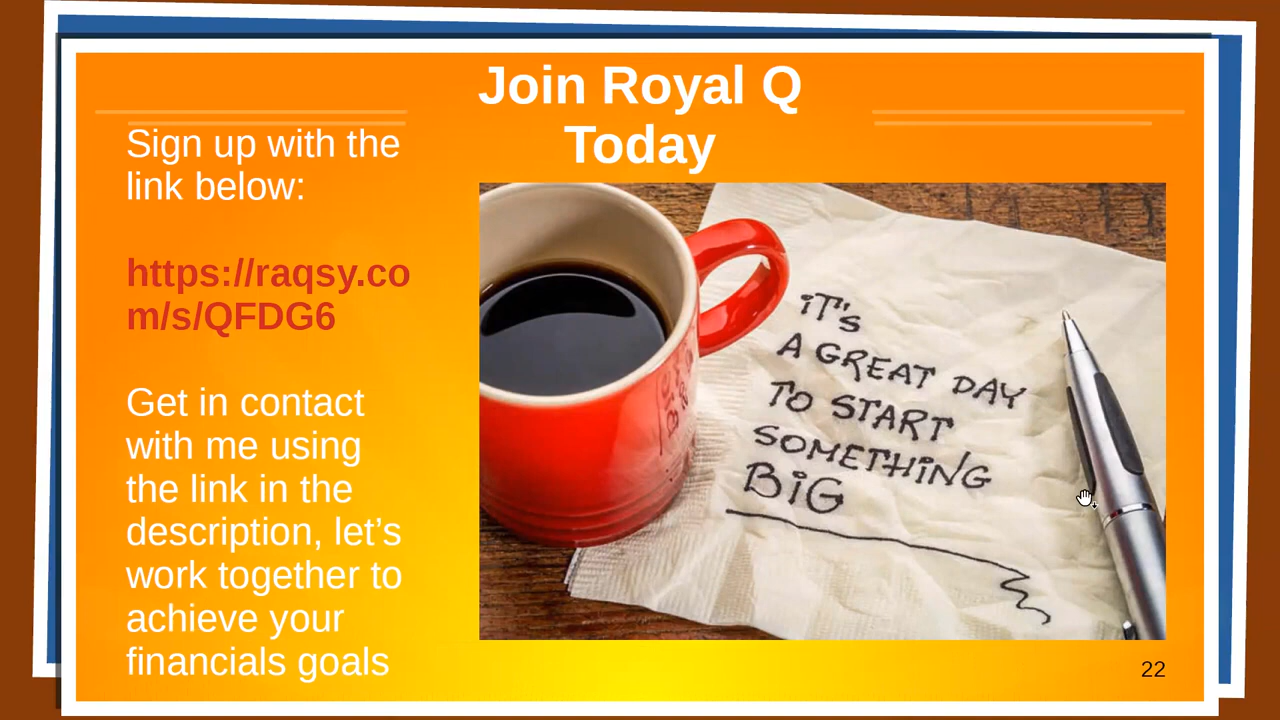 Join Royal Q
Today
Sign up with the
link below:
https://raqsy.co
m/s/QFDG6
Get in contact
with me using
the link in the
description, let’s
work together to
achieve your
financials goals
iT's
A GREAT DAY
TO START
SOMETHiNG
BiG
22